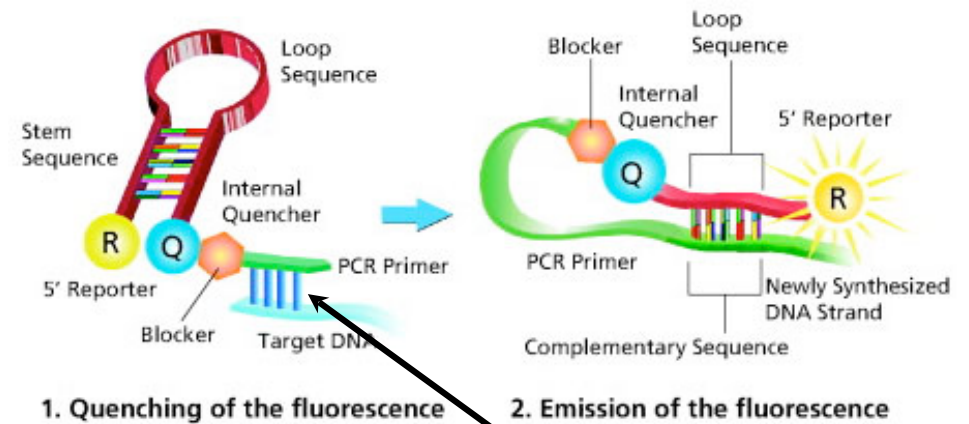 Loop
Sequence
Stem
Sequence
Internal
Quencher
R
Q
PCR Primer
5' Reporter
Blocker
Target DNA
1. Quenching of the fluorescence
Loop
Sequence
Blocker
Internal
Quencher
5' Reporter
Q
R
PCR Primer
Newly Synthesized
DNA Strand
Complementary Sequence
2. Emission of the fluorescence